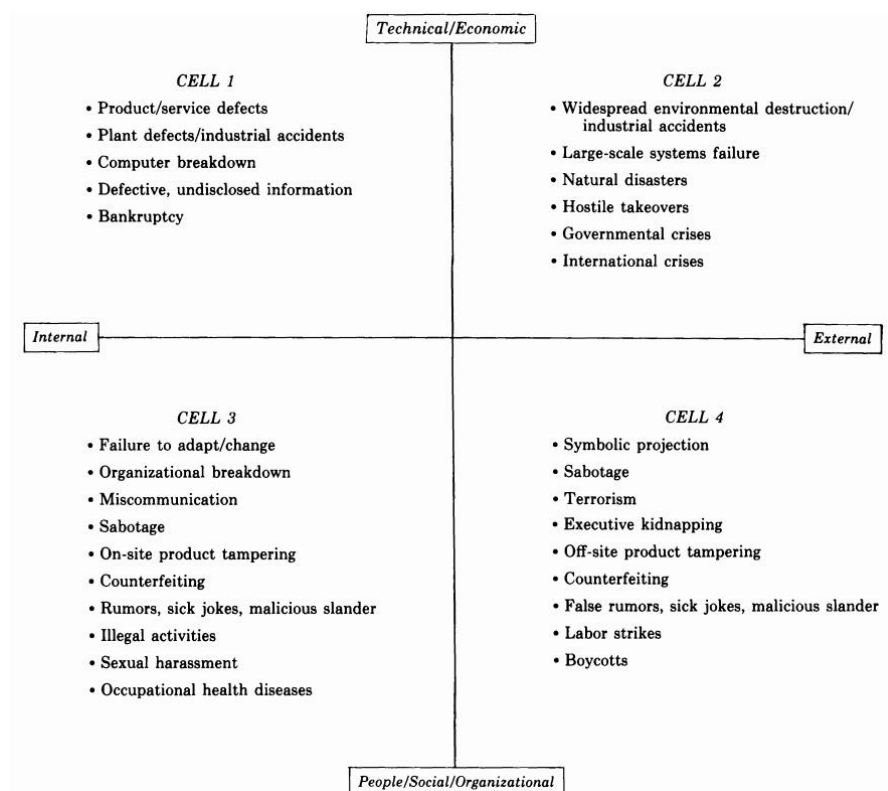 Technical/Economic
CELL 1
• Product/service defects
• Plant defects/industrial accidents
• Computer breakdown
• Defective, undisclosed information
• Bankruptcy
CELL 2
• Widespread environmental destruction/
industrial accidents
• Large-scale systems failure
• Natural disasters
• Hostile takeovers
• Governmental crises
• International crises
Internal
External
CELL 3
• Failure to adapt/change
• Organizational breakdown
• Miscommunication
• Sabotage
• On-site product tampering
• Counterfeiting
• Rumors, sick jokes, malicious slander
• Illegal activities
• Sexual harassment
• Occupational health diseases
CELL 4
• Symbolic projection
• Sabotage
• Terrorism
• Executive kidnapping
• Off-site product tampering
• Counterfeiting
• False rumors, sick jokes, malicious slander
• Labor strikes
• Boycotts
People/Social/Organizational